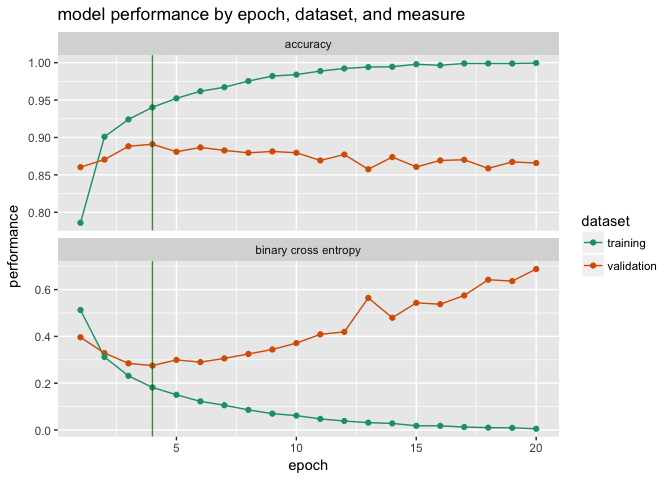 model performance by epoch, dataset, and measure
accuracy
1.00
0.95
0.90
0.85
0.80
binary cross entropy
0.6
0.4
0.2
0.0
5 10 15 20
epoch
performance
dataset
training
validation